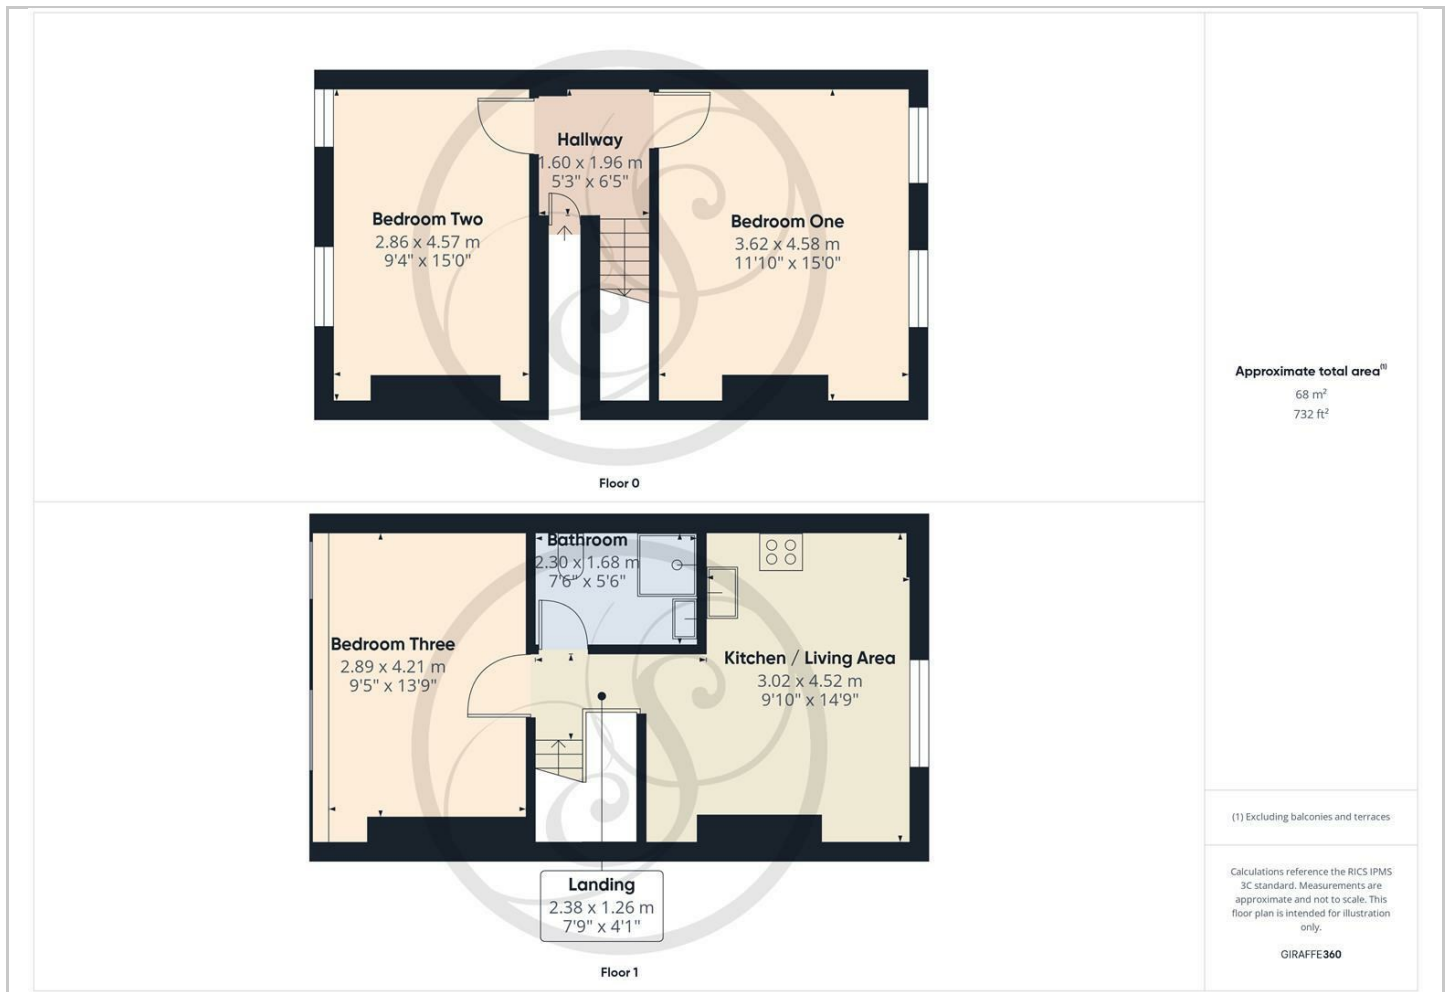 Hallway
1.60 x 1.96 m
5'3" x 6'5"
Bedroom Two
2.86 x 4.57 m
9'4" x 15'0"
Bedroom One
3.62 x 4.58 m
11'10" x 15'0"
Floor 0
Bathroom
2.30 x 1.68 m
7'6" x 5'6"
Bedroom Three
2.89 x 4.21 m
9'5" x 13'9"
Kitchen / Living Area
3.02 x 4.52 m
9'10" x 14'9"
Landing
2.38 x 1.26 m
7'9" x 4'1"
Floor 1
Approximate total area⁽¹⁾
68 m²
732 ft²
(1) Excluding balconies and terraces
Calculations reference the RICS IPMS
3C standard. Measurements are
approximate and not to scale. This
floor plan is intended for illustration
only.
GIRAFFE360